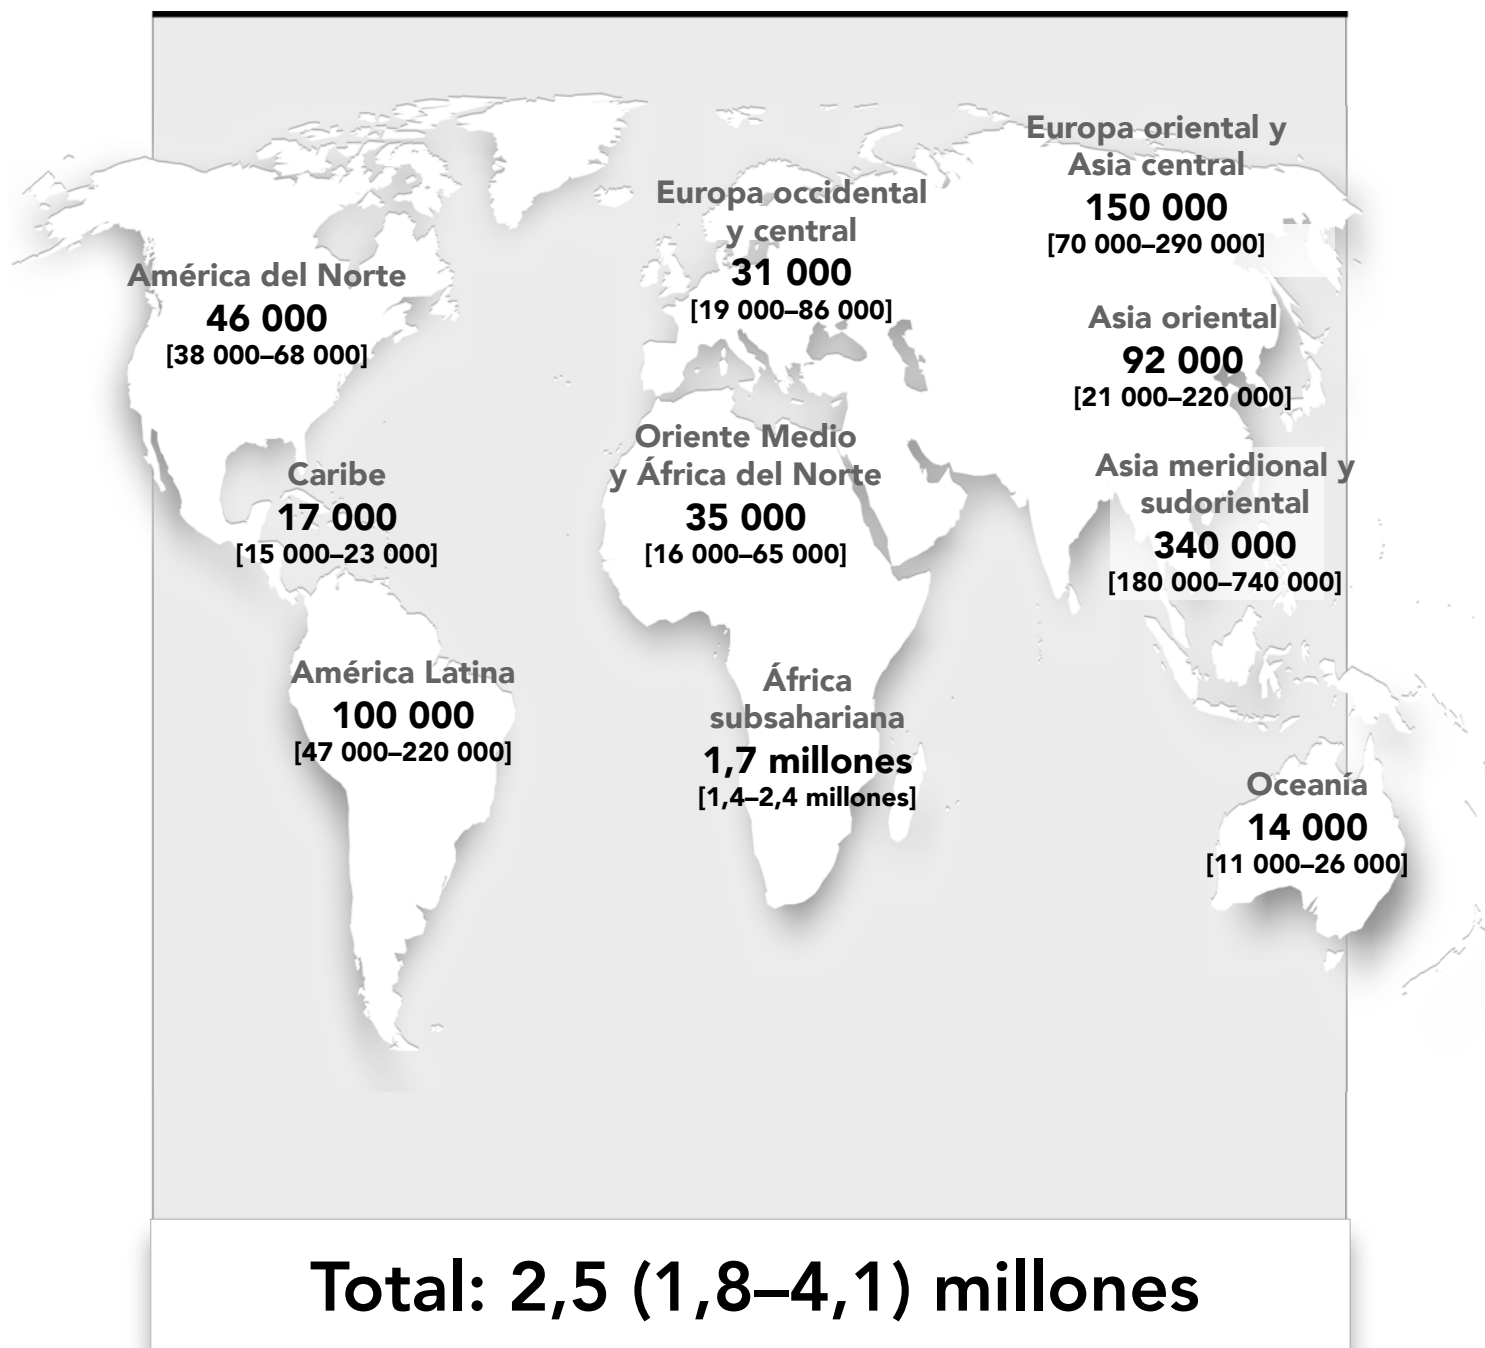 Europa oriental y
Asia central
150 000
[70 000–290 000]
Europa occidental
y central
31 000
[19 000–86 000]
América del Norte
46 000
[38 000–68 000]
Asia oriental
92 000
[21 000–220 000]
Oriente Medio
y África del Norte
35 000
[16 000–65 000]
Caribe
17 000
[15 000–23 000]
Asia meridional y
sudoriental
340 000
[180 000–740 000]
América Latina
100 000
[47 000–220 000]
África
subsahariana
1,7 millones
[1,4–2,4 millones]
Oceanía
14 000
[11 000–26 000]
Total: 2,5 (1,8–4,1) millones